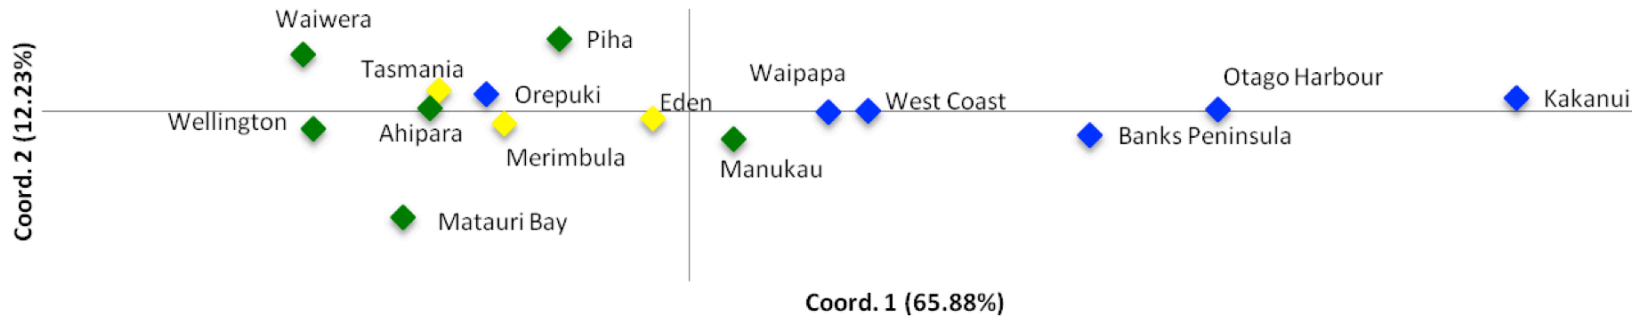 Waiwera
Piha
Tasmania
Waipapa
Otago Harbour
Orepuki
Eden
West Coast
Kakanui
Wellington
Ahipara
Banks Peninsula
Merimbula
Manukau
Matauri Bay
Coord. 2 (12.23%)
Coord. 1 (65.88%)